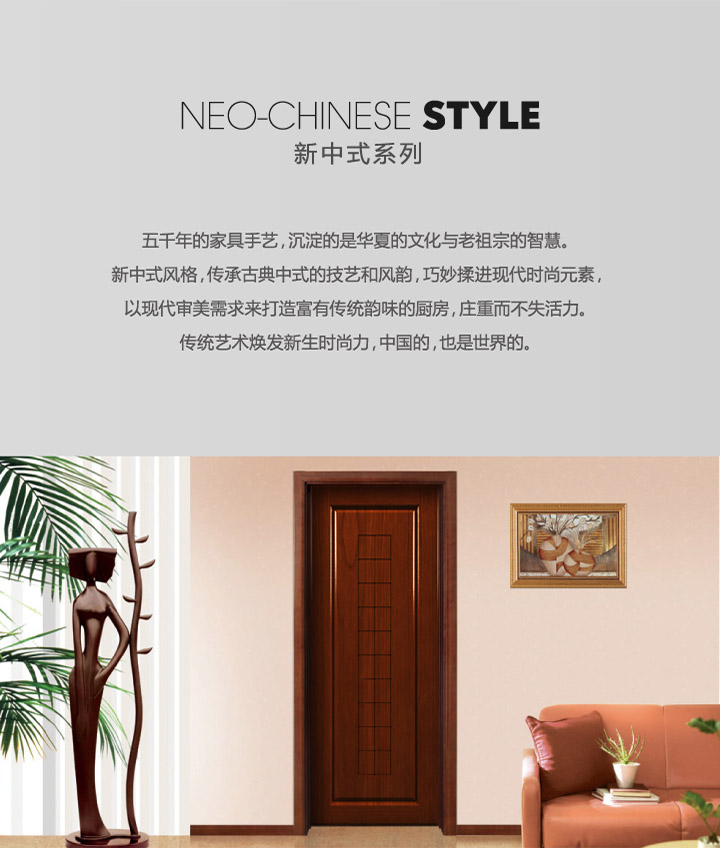 NEO-CHINESE STYLE
新中式系列
五千年的家具手艺,沉淀的是华夏的文化与老祖宗的智慧。
新中式风格,传承古典中式的技艺和风韵,巧妙揉进现代时尚元素,
以现代审美需求来打造富有传统韵味的厨房,庄重而不失活力。
传统艺术焕发新生时尚力,中国的,也是世界的。